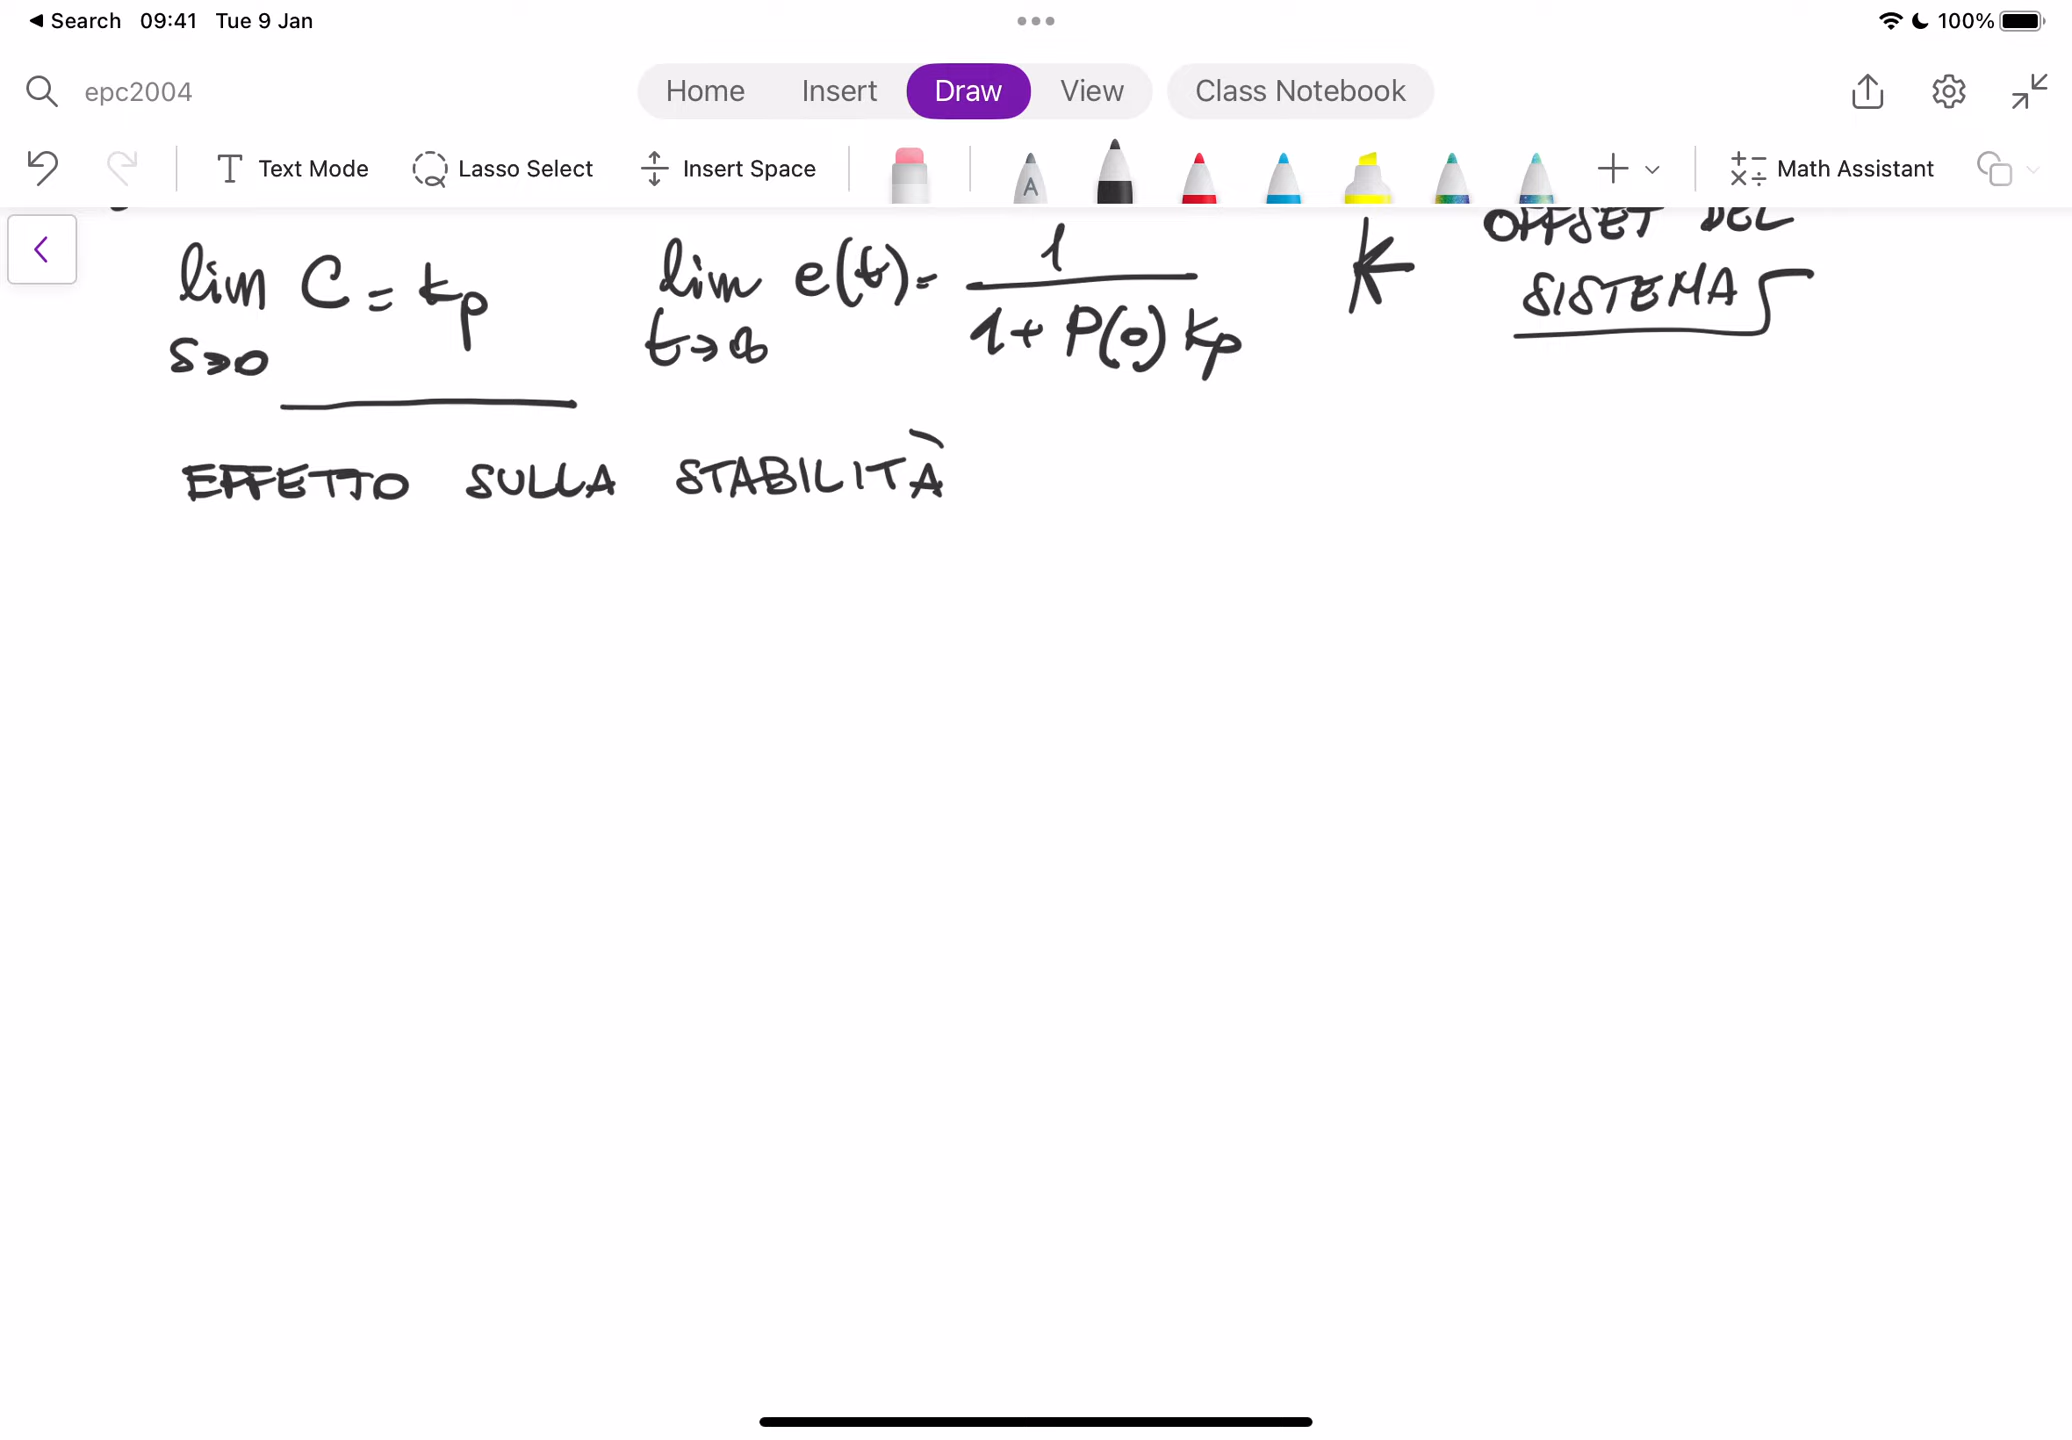 Search 09:41 Tue 9 Jan 100%
epc2004 Home Insert Draw View Class Notebook
Text Mode Lasso Select Insert Space A Math Assistant
OFFSET DEL
lim C = kp lim e(t) = 1 K SISTEMA
s→0 t→∞ 1+ P(0) kp
EFFETTO SULLA STABILITÀ